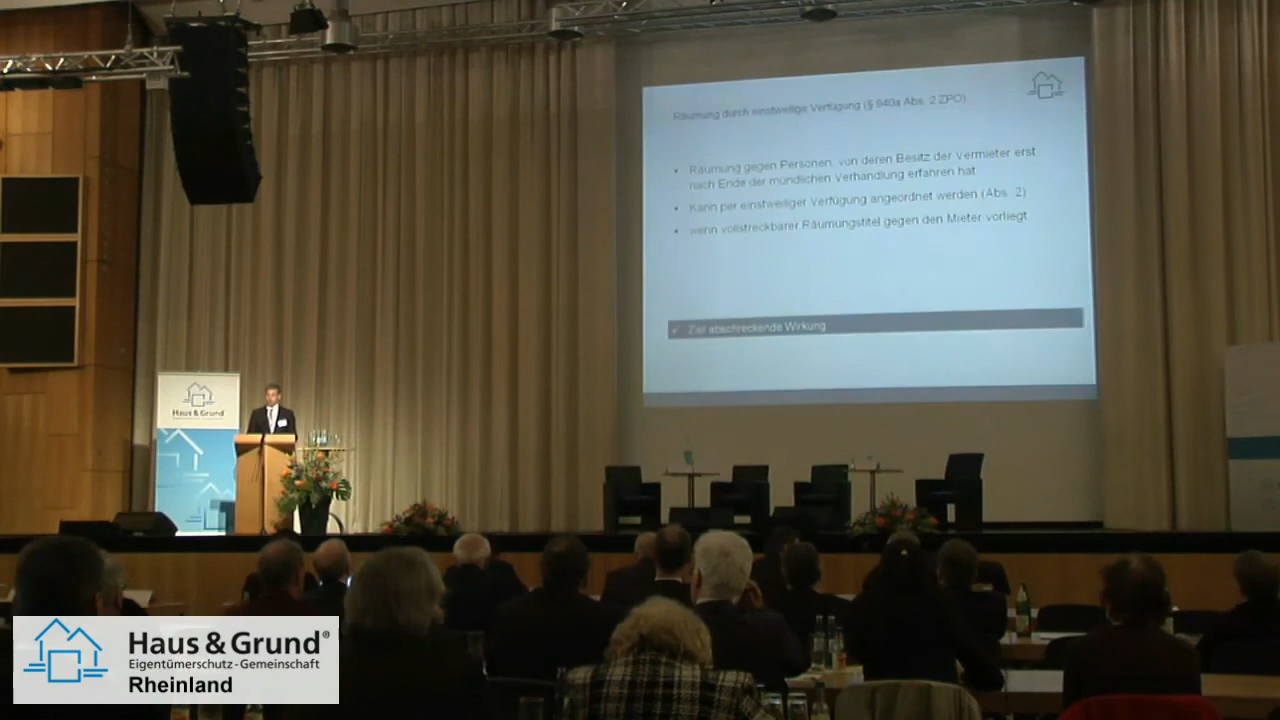 Räumung durch einstweilige Verfügung (§ 940a Abs. 2 ZPO)
• Räumung gegen Personen, von deren Besitz der Vermieter erst
nach Ende der mündlichen Verhandlung erfahren hat
• Kann per einstweiliger Verfügung angeordnet werden (Abs. 2)
• wenn vollstreckbarer Räumungstitel gegen den Mieter vorliegt
✓ Ziel abschreckende Wirkung
Haus & Grund
Haus & Grund®
Eigentümerschutz-Gemeinschaft
Rheinland